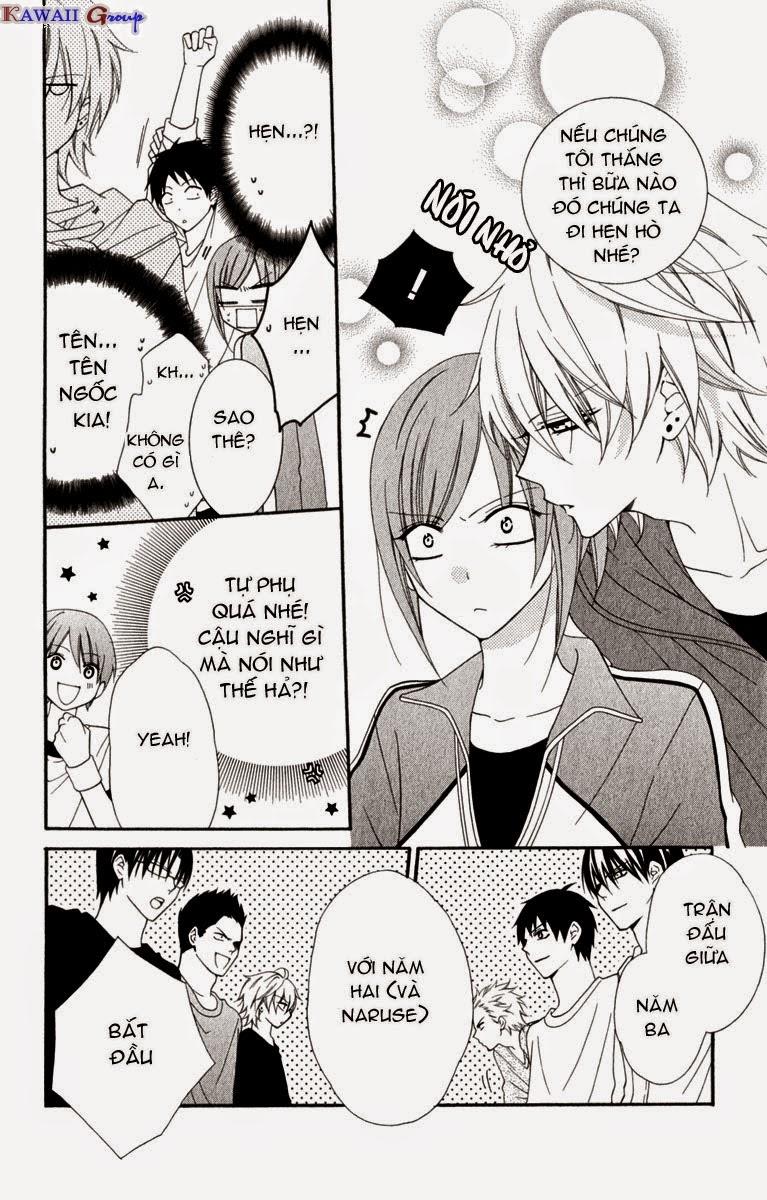 KAWAII Group
NẾU CHÚNG
TÔI THẮNG
THÌ BỮA NÀO
ĐÓ CHÚNG TA
ĐI HẸN HÒ
NHÉ?
NÓI NHỎ
!
HẸN...?!
HẸN
...
SAO
THÊ?
KH...
KHÔNG
CÓ GÌ
A.
TÊN...
TÊN
NGỐC
KIA!
TỰ PHỤ
QUÁ NHÉ!
CẬU NGHĨ GÌ
MÀ NÓI NHƯ
THẾ HẢ?!
YEAH!
TRÂN
ĐẤU
GIỮA
NĂM
BA
VỚI NĂM
HAI (VÀ
NARUSE)
BẮT
ĐẦU